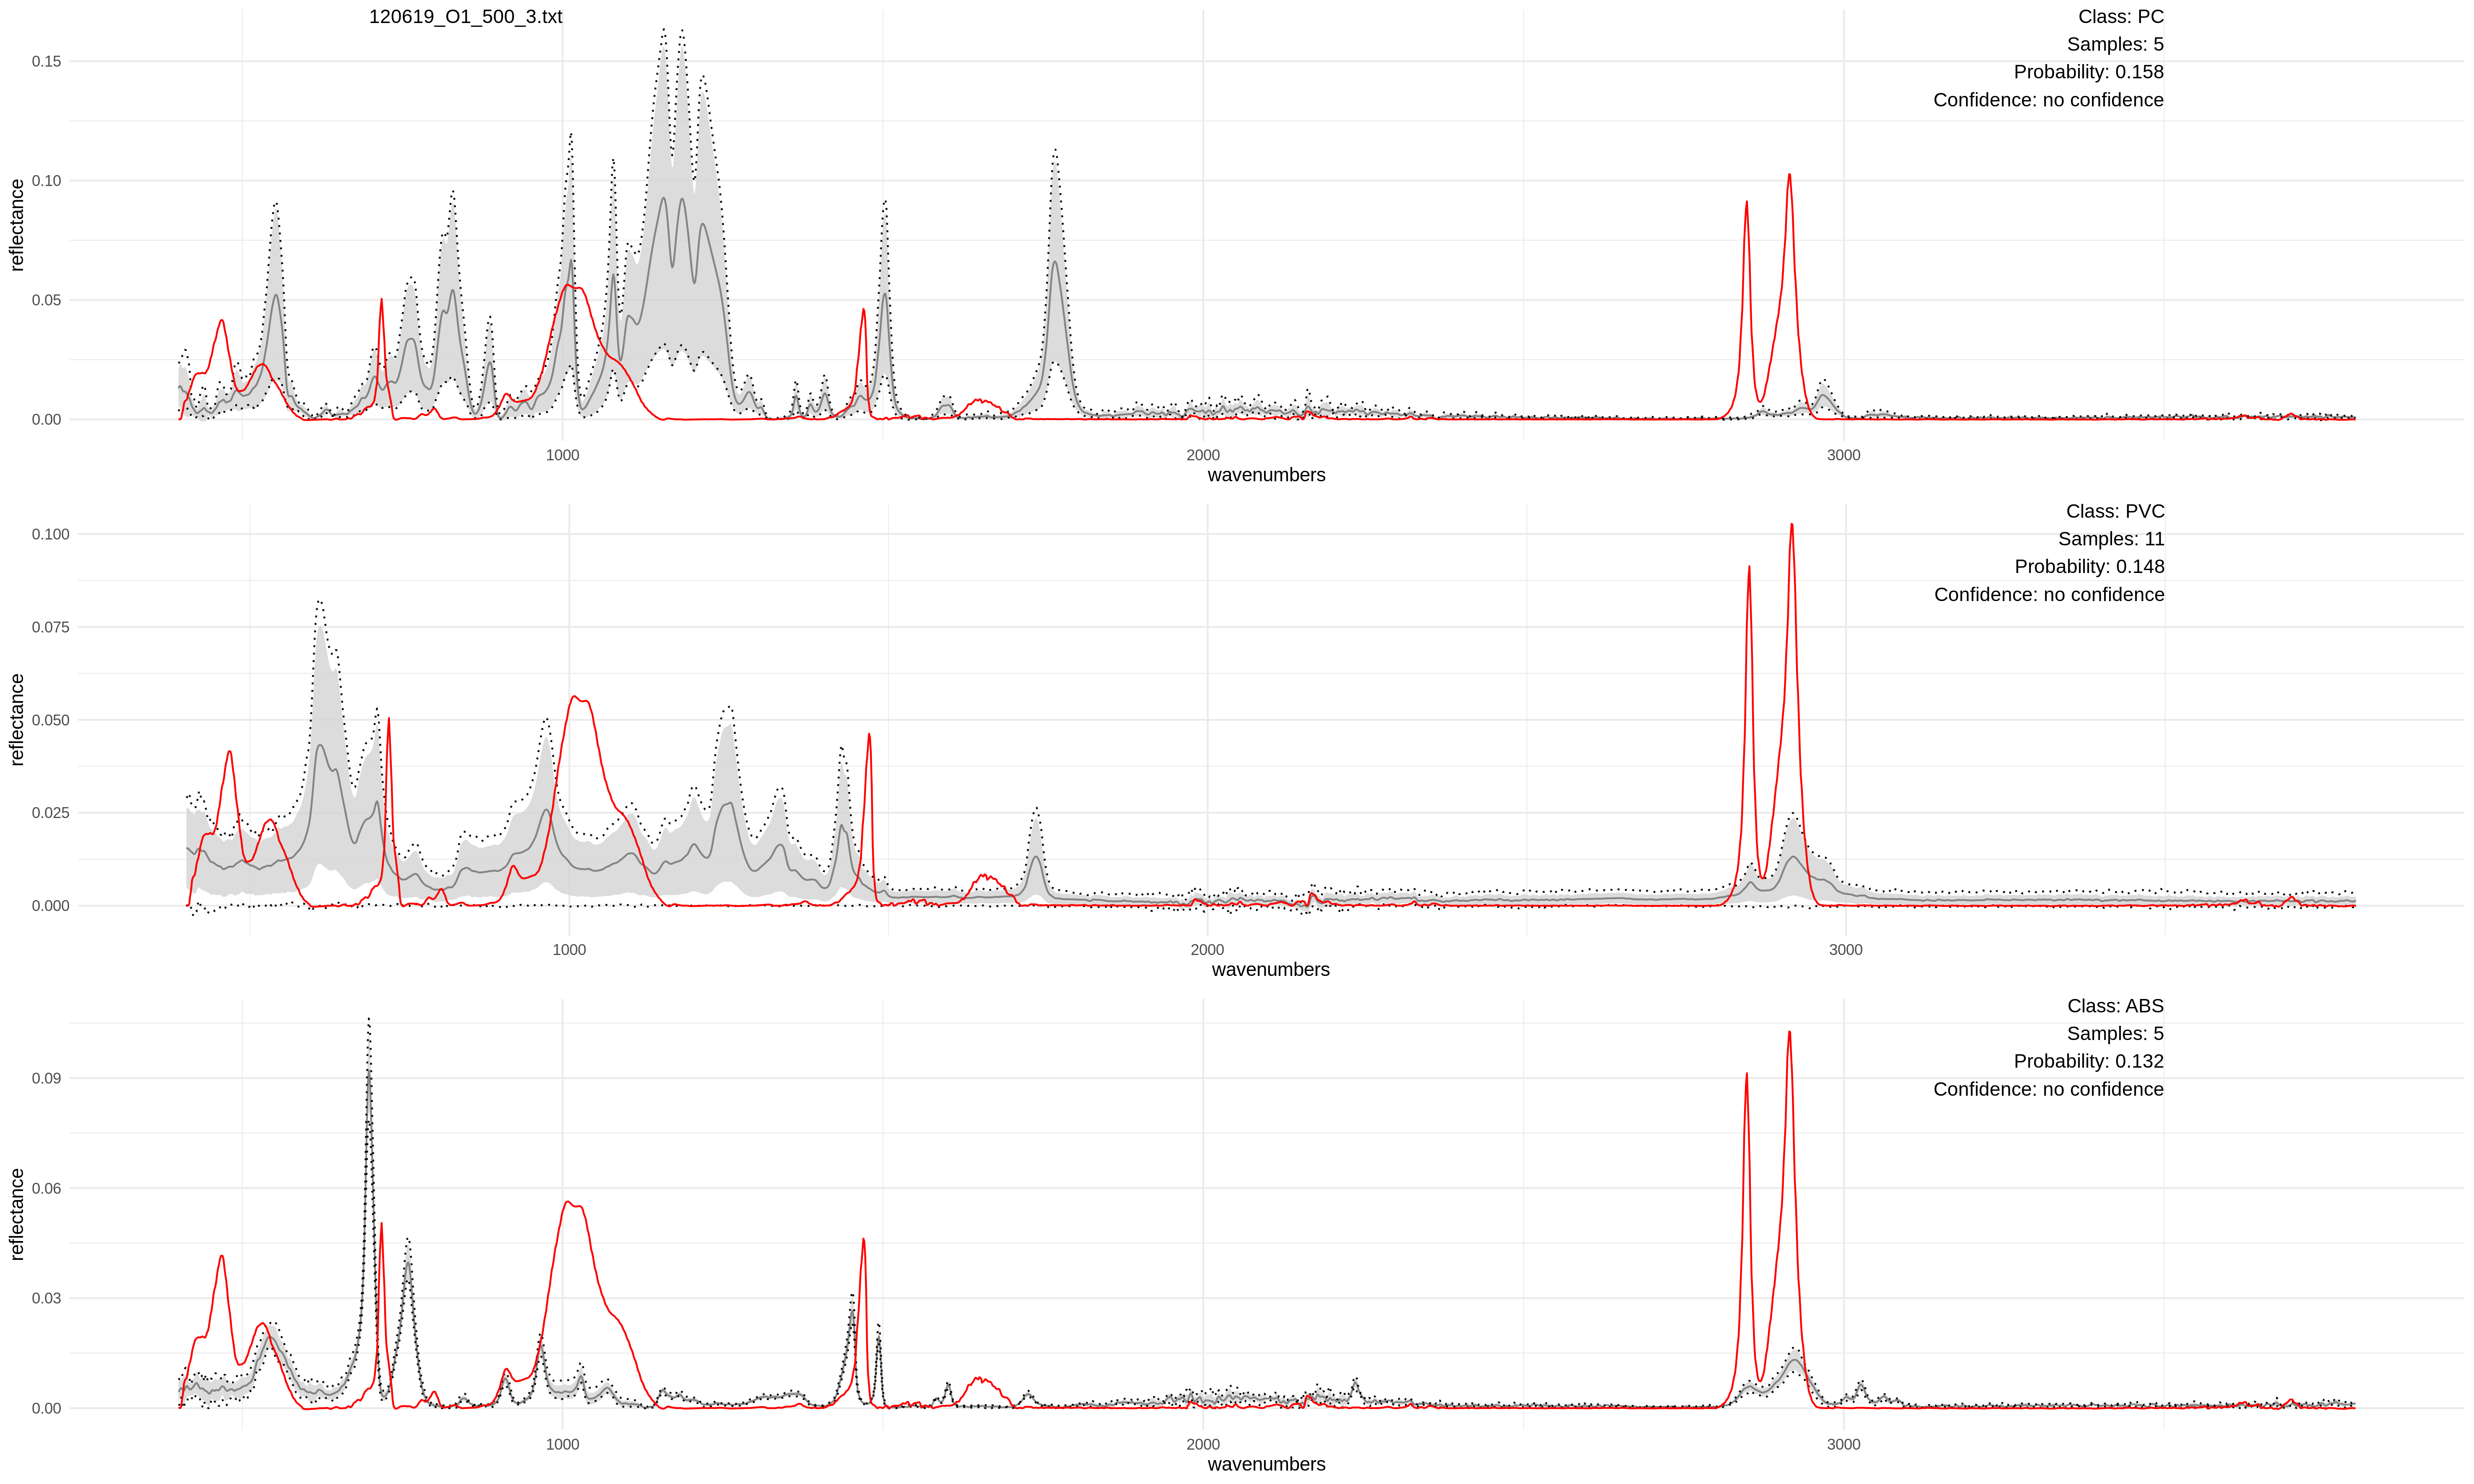 120619_O1_500_3.txt
Class: PC
Samples: 5
Probability: 0.158
Confidence: no confidence
0.15
0.10
0.05
0.00
reflectance
1000 2000 3000
wavenumbers
Class: PVC
Samples: 11
Probability: 0.148
Confidence: no confidence
0.100
0.075
0.050
0.025
0.000
reflectance
1000 2000 3000
wavenumbers
Class: ABS
Samples: 5
Probability: 0.132
Confidence: no confidence
0.09
0.06
0.03
0.00
reflectance
1000 2000 3000
wavenumbers